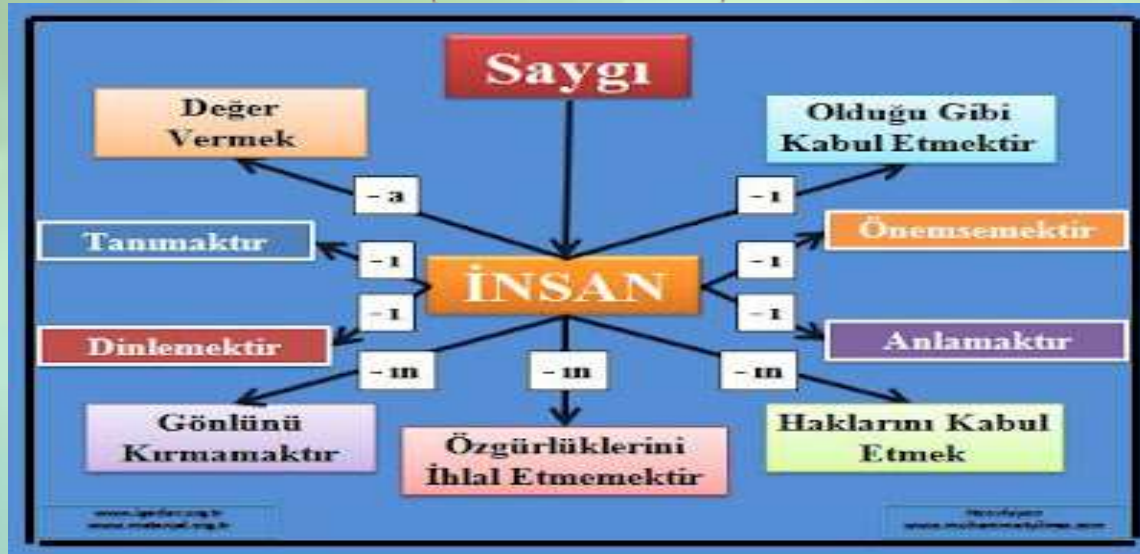 Saygı
Değer
Vermek
Olduğu Gibi
Kabul Etmektir
- a
- ı
Tanımaktır
Önemsemektir
- ı
- ı
İNSAN
- ı
- ı
Dinlemektir
Anlamaktır
- ın
- ın
- ın
Gönlünü
Kırmamaktır
Özgürlüklerini
İhlal Etmemektir
Haklarını Kabul
Etmek